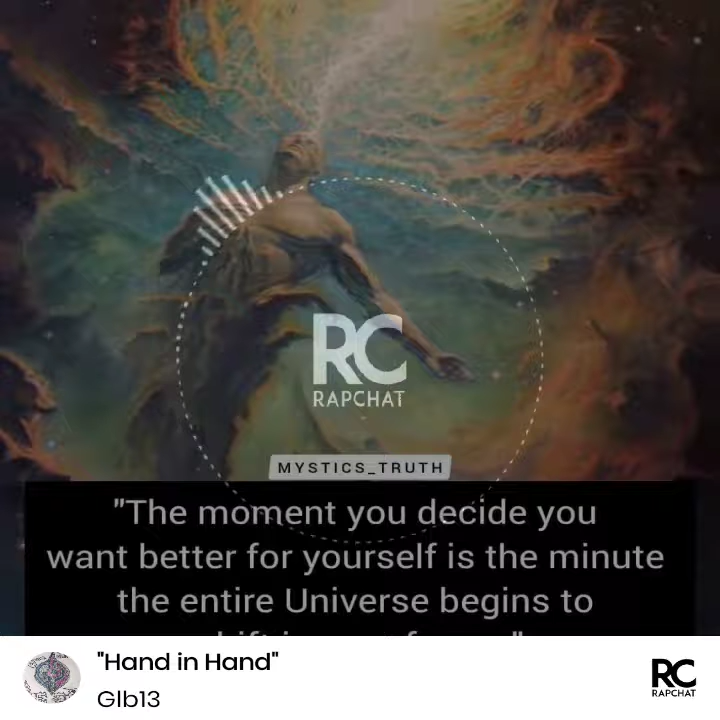 RC
RAPCHAT
MYSTICS_TRUTH
"The moment you decide you
want better for yourself is the minute
the entire Universe begins to
"Hand in Hand"
Glb13
RC
RAPCHAT